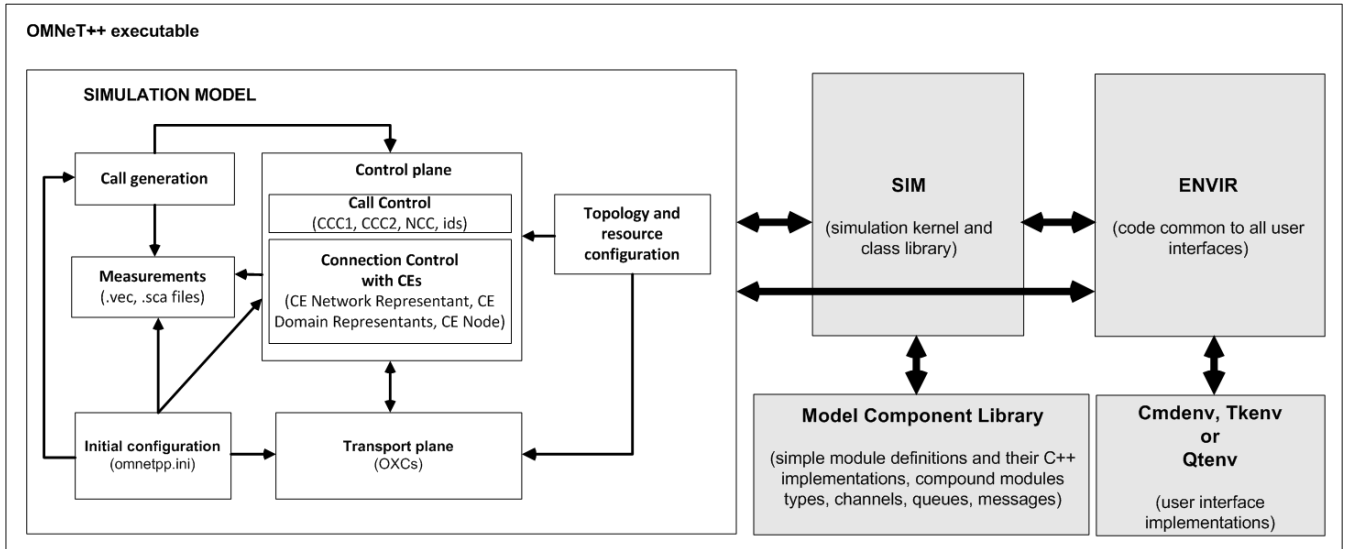 OMNeT++ executable
SIMULATION MODEL
Call generation
Measurements
(.vec, .sca files)
Initial configuration
(omnetpp.ini)
Control plane
Call Control
(CCC1, CCC2, NCC, ids)
Connection Control
with CEs
(CE Network Representant, CE
Domain Representants, CE Node)
Transport plane
(OXCs)
Topology and
resource
configuration
SIM
(simulation kernel and
class library)
ENVIR
(code common to all user
interfaces)
Model Component Library
(simple module definitions and their C++
implementations, compound modules
types, channels, queues, messages)
Cmdenv, Tkenv
or
Qtenv
(user interface
implementations)